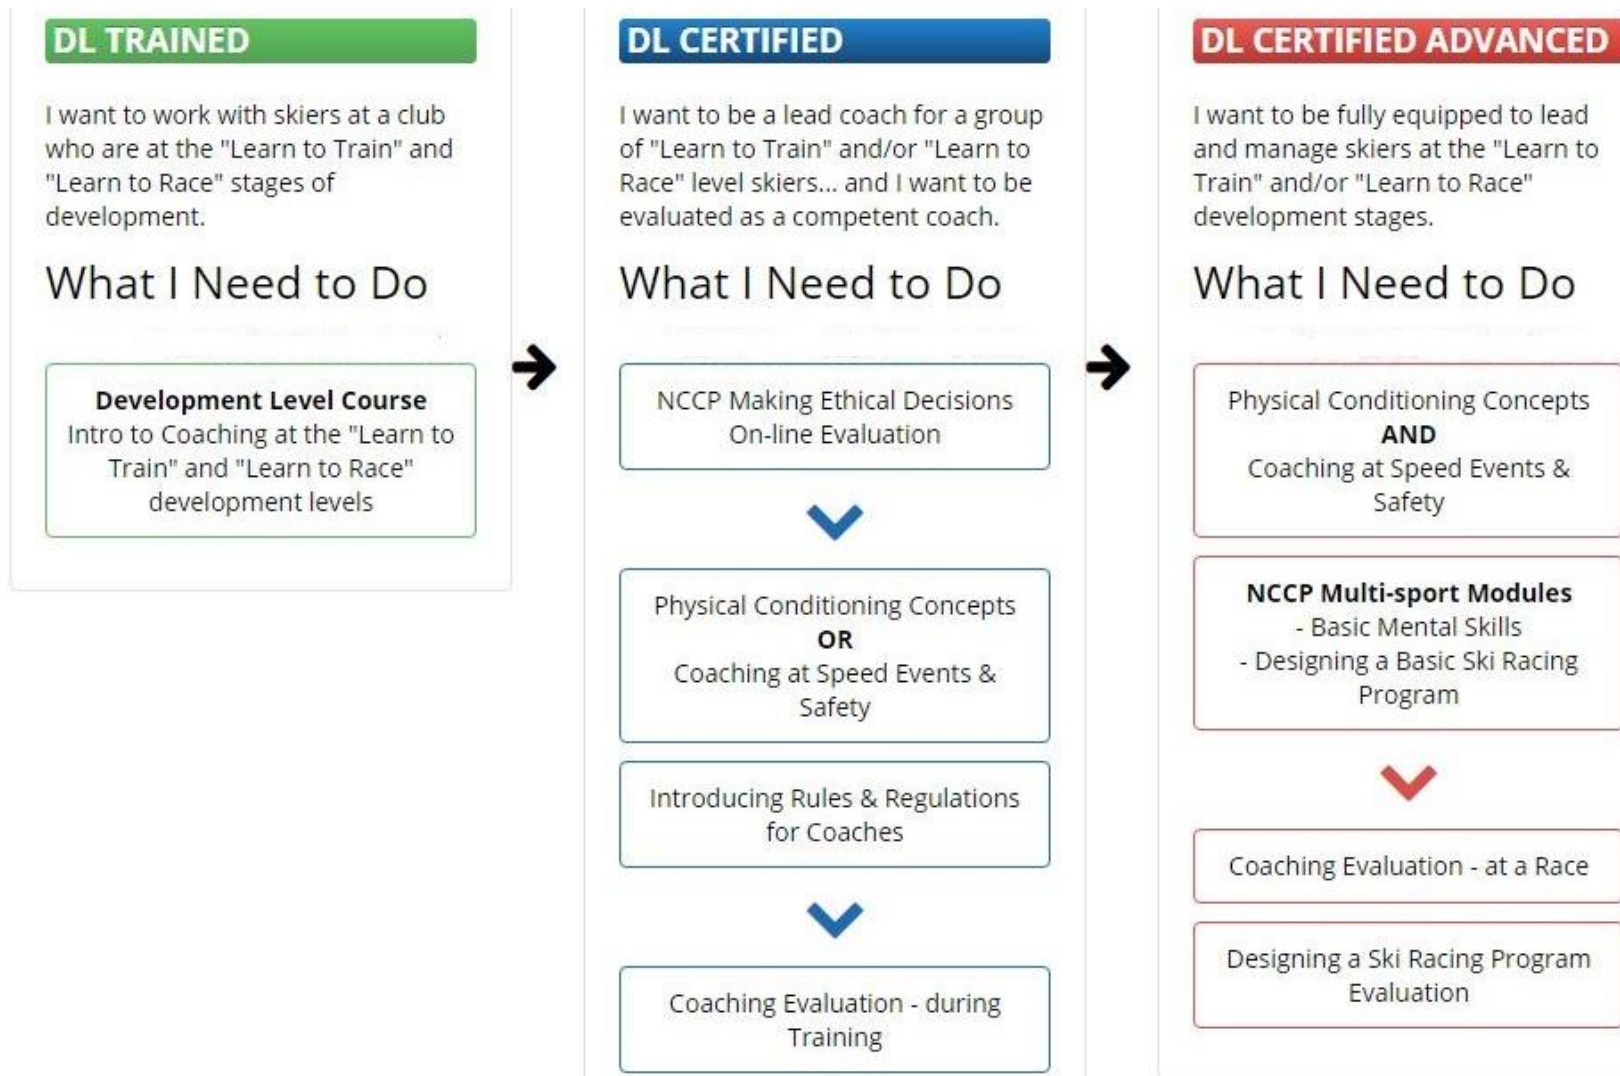 DL TRAINED
I want to work with skiers at a club
who are at the "Learn to Train" and
"Learn to Race" stages of
development.
What I Need to Do
Development Level Course
Intro to Coaching at the "Learn to
Train" and "Learn to Race"
development levels
DL CERTIFIED
I want to be a lead coach for a group
of "Learn to Train" and/or "Learn to
Race" level skiers... and I want to be
evaluated as a competent coach.
What I Need to Do
NCCP Making Ethical Decisions
On-line Evaluation
Physical Conditioning Concepts
OR
Coaching at Speed Events &
Safety
Introducing Rules & Regulations
for Coaches
Coaching Evaluation - during
Training
DL CERTIFIED ADVANCED
I want to be fully equipped to lead
and manage skiers at the "Learn to
Train" and/or "Learn to Race"
development stages.
What I Need to Do
Physical Conditioning Concepts
AND
Coaching at Speed Events &
Safety
NCCP Multi-sport Modules
- Basic Mental Skills
- Designing a Basic Ski Racing
Program
Coaching Evaluation - at a Race
Designing a Ski Racing Program
Evaluation